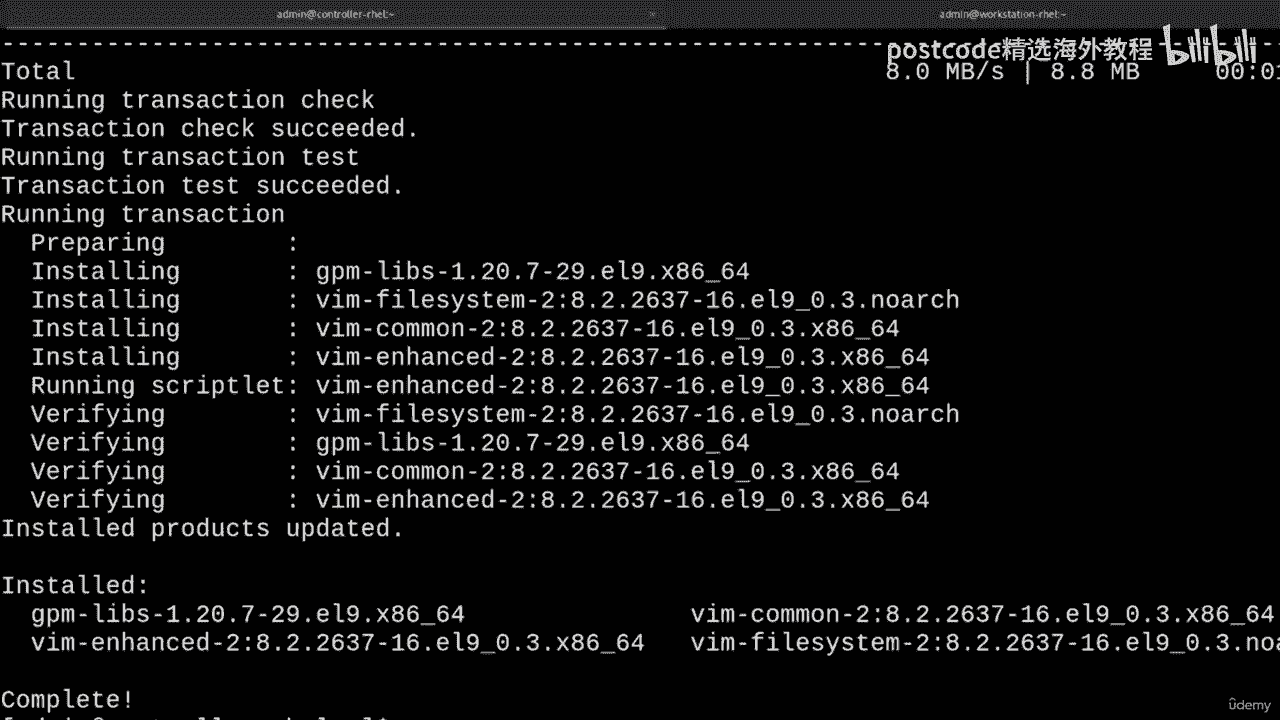 admin@controller-rhel:~ × admin@workstation-rhel:~
postcode精选海外教程 bilibili
Total 8.0 MB/s | 8.8 MB 00:01
Running transaction check
Transaction check succeeded.
Running transaction test
Transaction test succeeded.
Running transaction
Preparing :
Installing : gpm-libs-1.20.7-29.el9.x86_64
Installing : vim-filesystem-2:8.2.2637-16.el9_0.3.noarch
Installing : vim-common-2:8.2.2637-16.el9_0.3.x86_64
Installing : vim-enhanced-2:8.2.2637-16.el9_0.3.x86_64
Running scriptlet: vim-enhanced-2:8.2.2637-16.el9_0.3.x86_64
Verifying : vim-filesystem-2:8.2.2637-16.el9_0.3.noarch
Verifying : gpm-libs-1.20.7-29.el9.x86_64
Verifying : vim-common-2:8.2.2637-16.el9_0.3.x86_64
Verifying : vim-enhanced-2:8.2.2637-16.el9_0.3.x86_64
Installed products updated.
Installed:
gpm-libs-1.20.7-29.el9.x86_64 vim-common-2:8.2.2637-16.el9_0.3.x86_64
vim-enhanced-2:8.2.2637-16.el9_0.3.x86_64 vim-filesystem-2:8.2.2637-16.el9_0.3.noa
Complete!
ûdemy